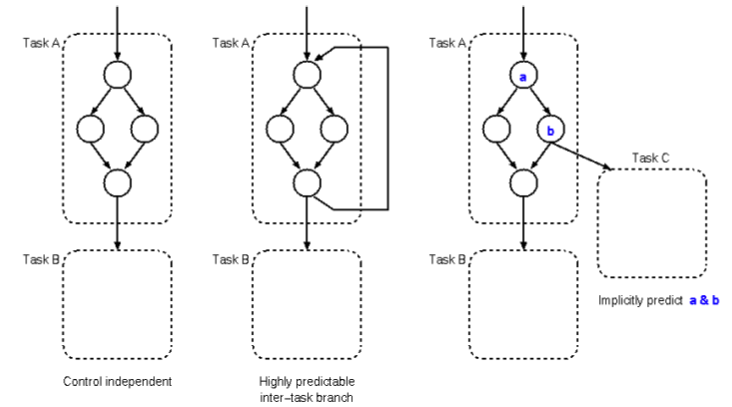 Task A
Task A
Task A
a
b
Task C
Task B
Task B
Task B
Implicitly predict a & b
Control independent
Highly predictable
inter-task branch